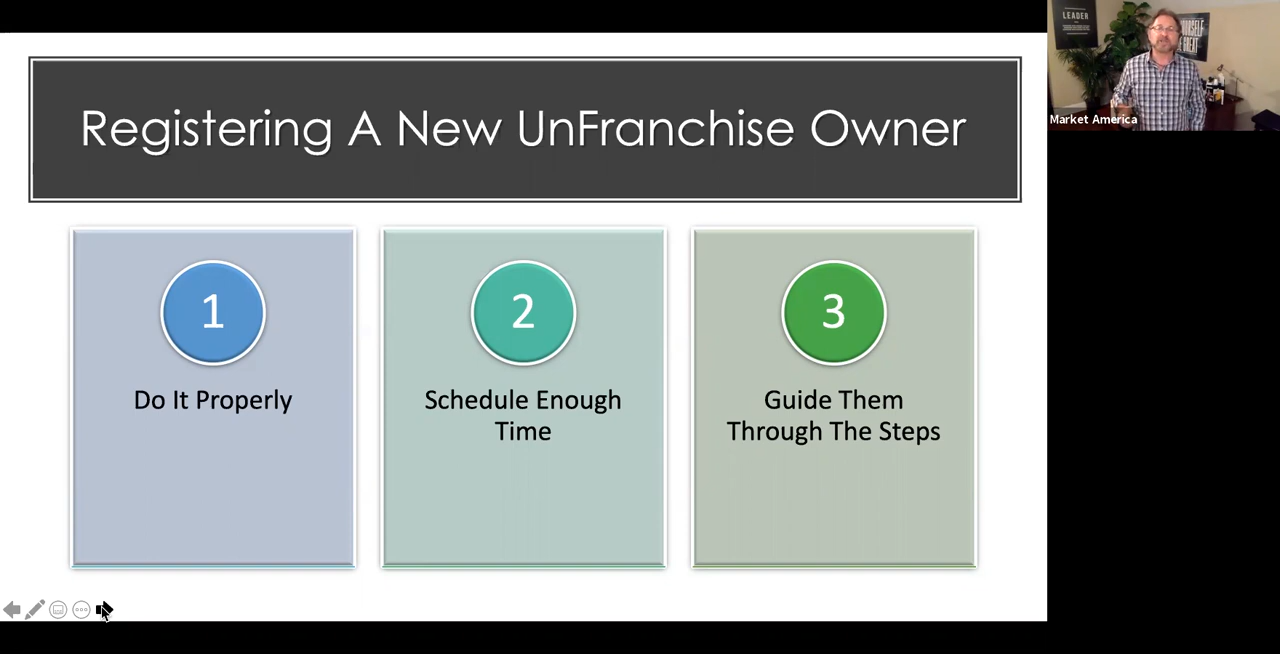 Registering A New UnFranchise Owner
1
Do It Properly
2
Schedule Enough
Time
3
Guide Them
Through The Steps
LEADER
Market America